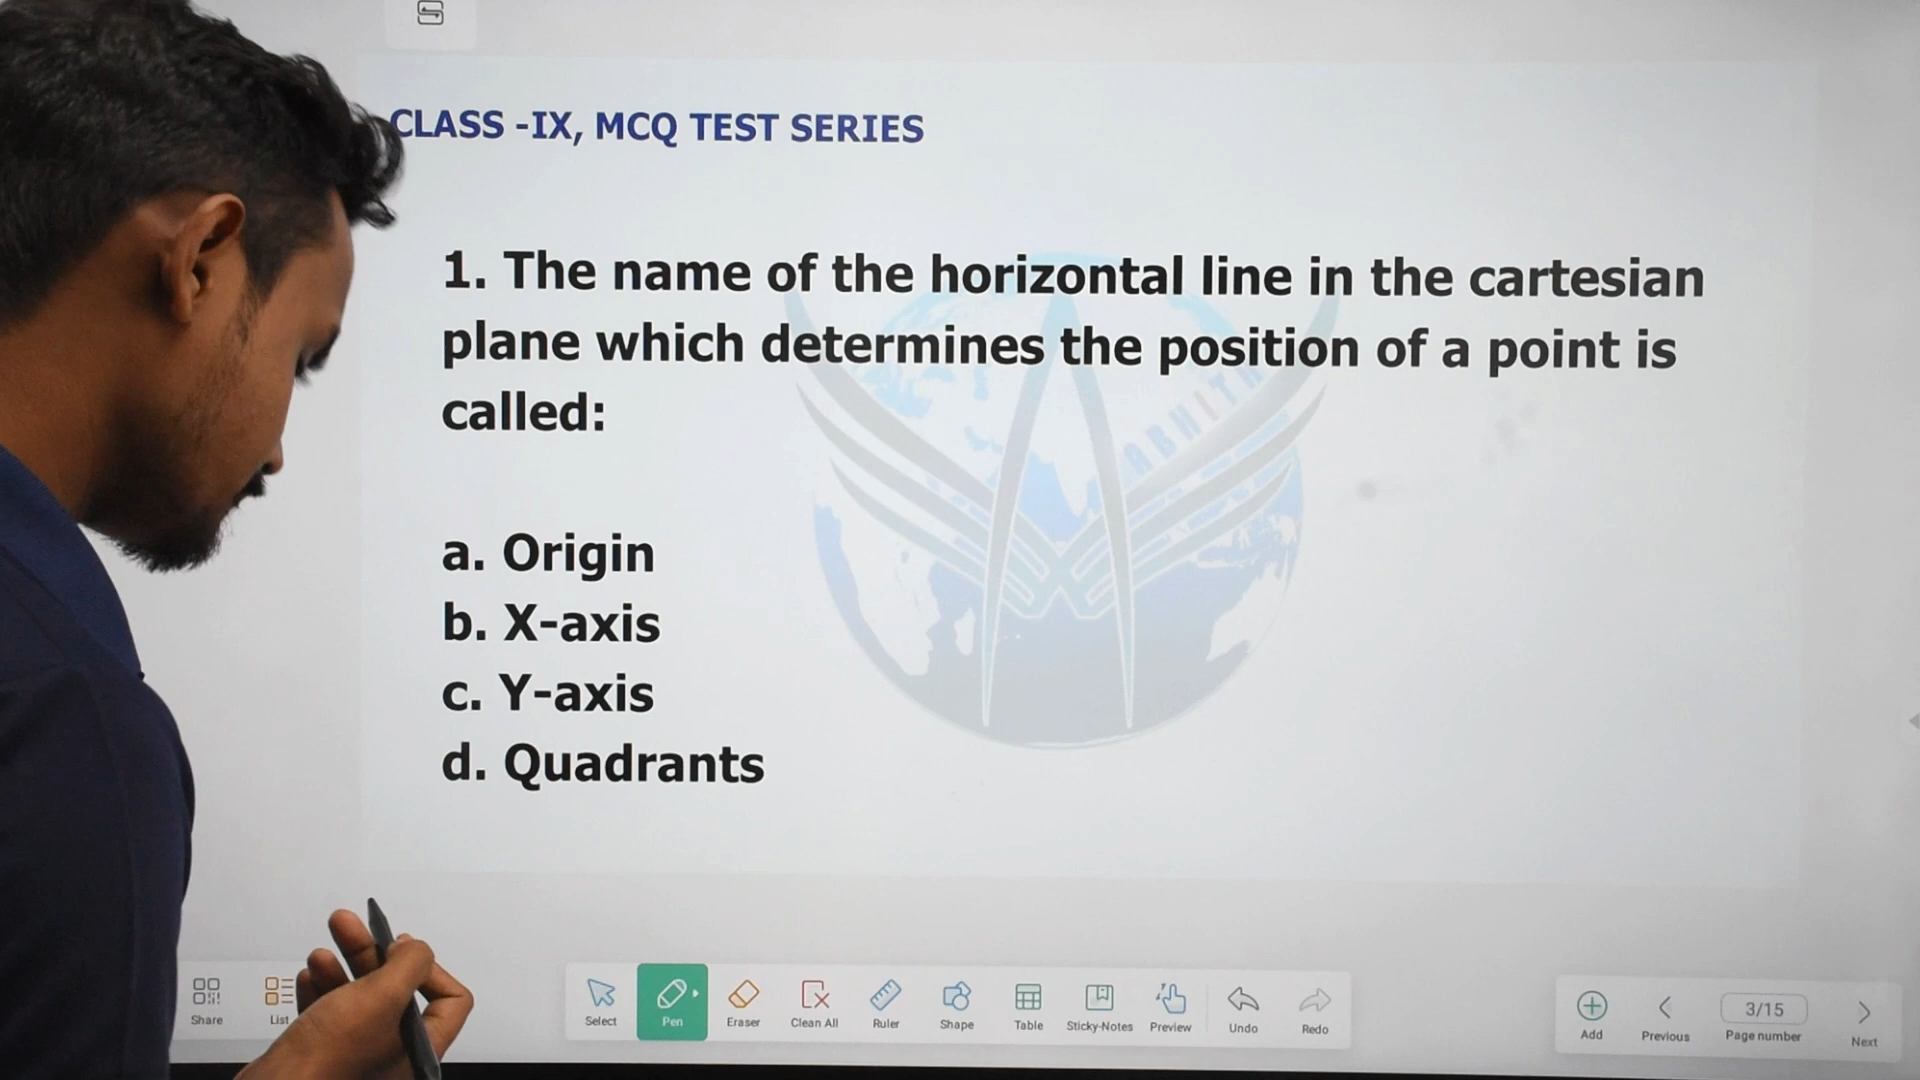 CLASS -IX, MCQ TEST SERIES
1. The name of the horizontal line in the cartesian
plane which determines the position of a point is
called:
a. Origin
b. X-axis
c. Y-axis
d. Quadrants
Share
List
Select
Pen
Eraser
Clean All
Ruler
Shape
Table
Sticky-Notes
Preview
Undo
Redo
Add
Previous
3/15
Page number
Next